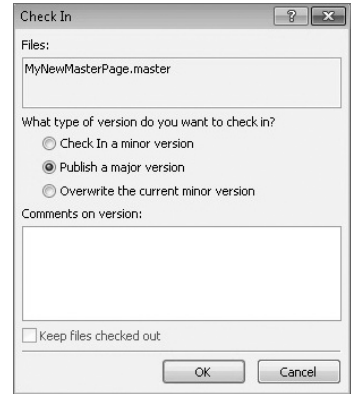 Check In
Files:
MyNewMasterPage.master
What type of version do you want to check in?
Check In a minor version
Publish a major version
Overwrite the current minor version
Comments on version:
Keep files checked out
OK
Cancel